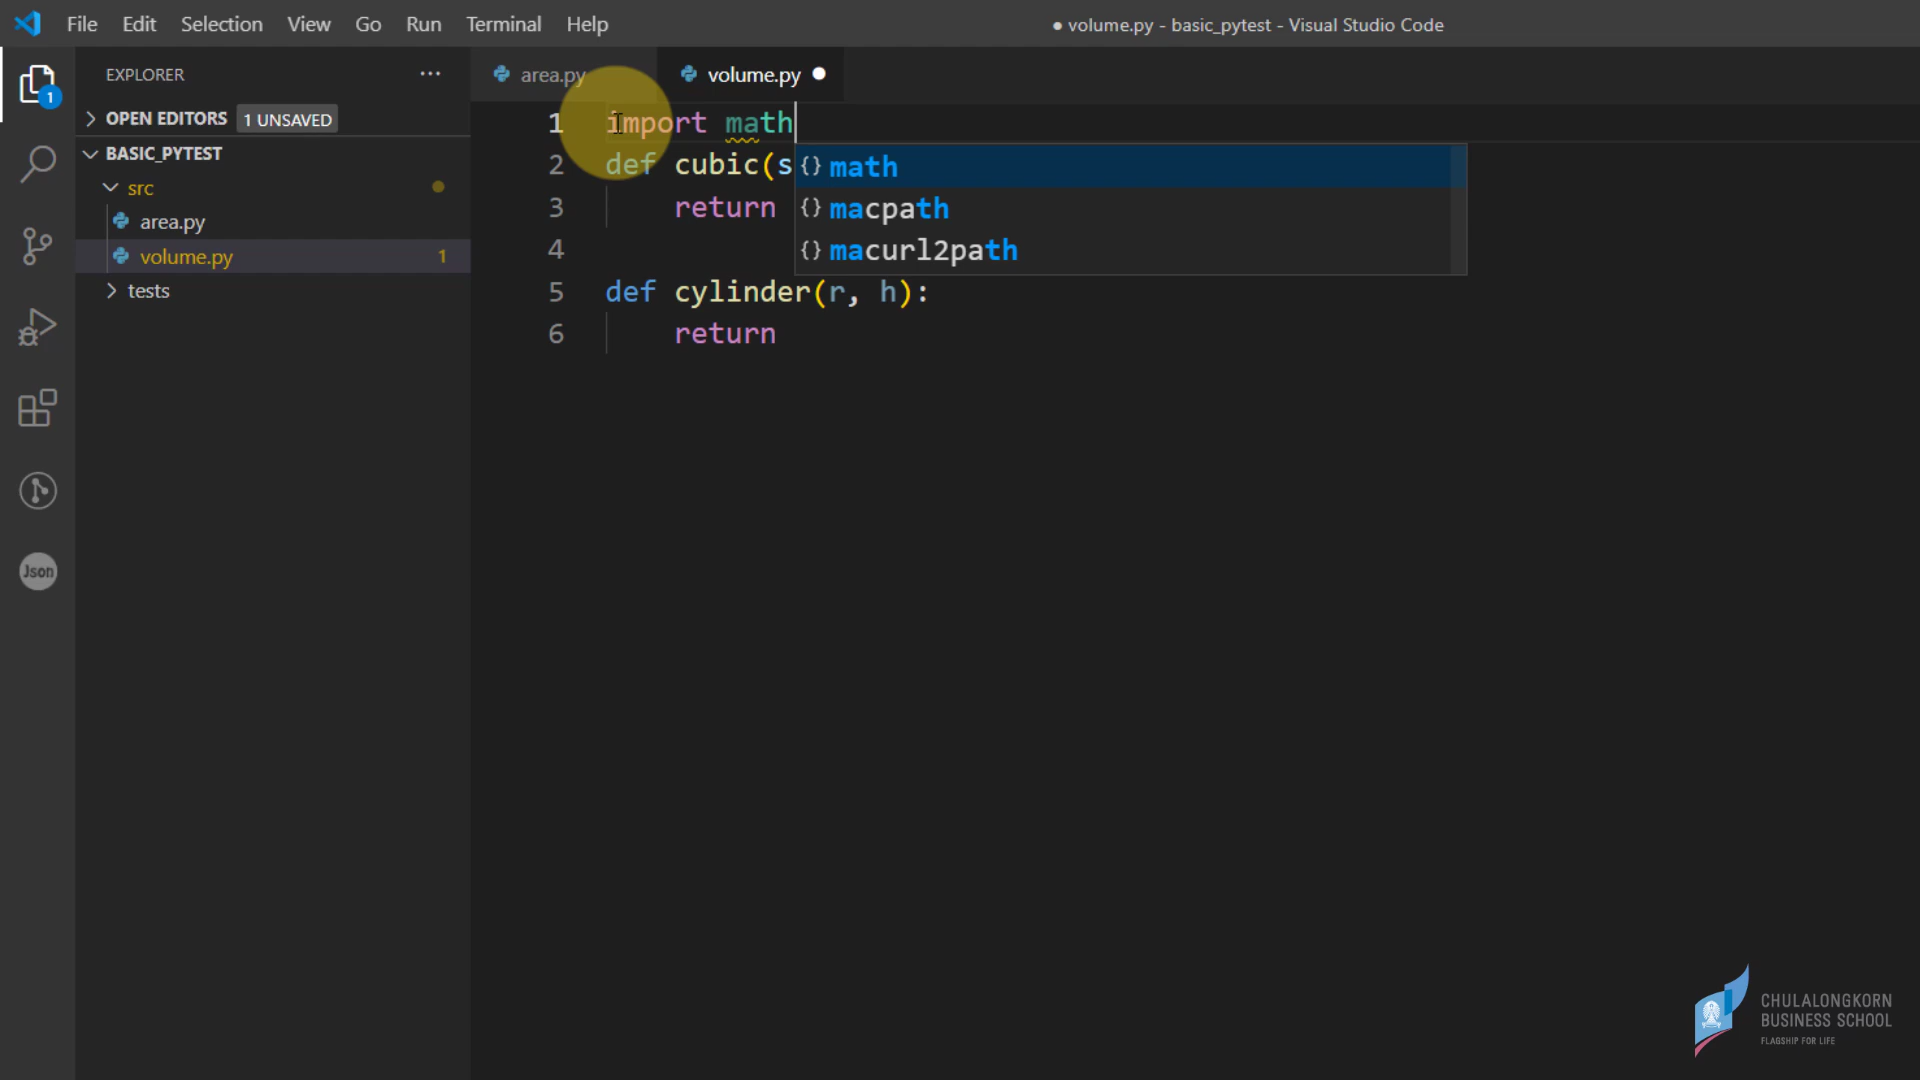 File Edit Selection View Go Run Terminal Help
● volume.py - basic_pytest - Visual Studio Code
EXPLORER ...
area.py
volume.py ●
1
OPEN EDITORS 1 UNSAVED
BASIC_PYTEST
src
area.py
volume.py 1
tests
1 import math
2 def cubic(s
3 return
4
5 def cylinder(r, h):
6 return
{} math
{} macpath
{} macurl2path
Json
CHULALONGKORN
BUSINESS SCHOOL
FLAGSHIP FOR LIFE